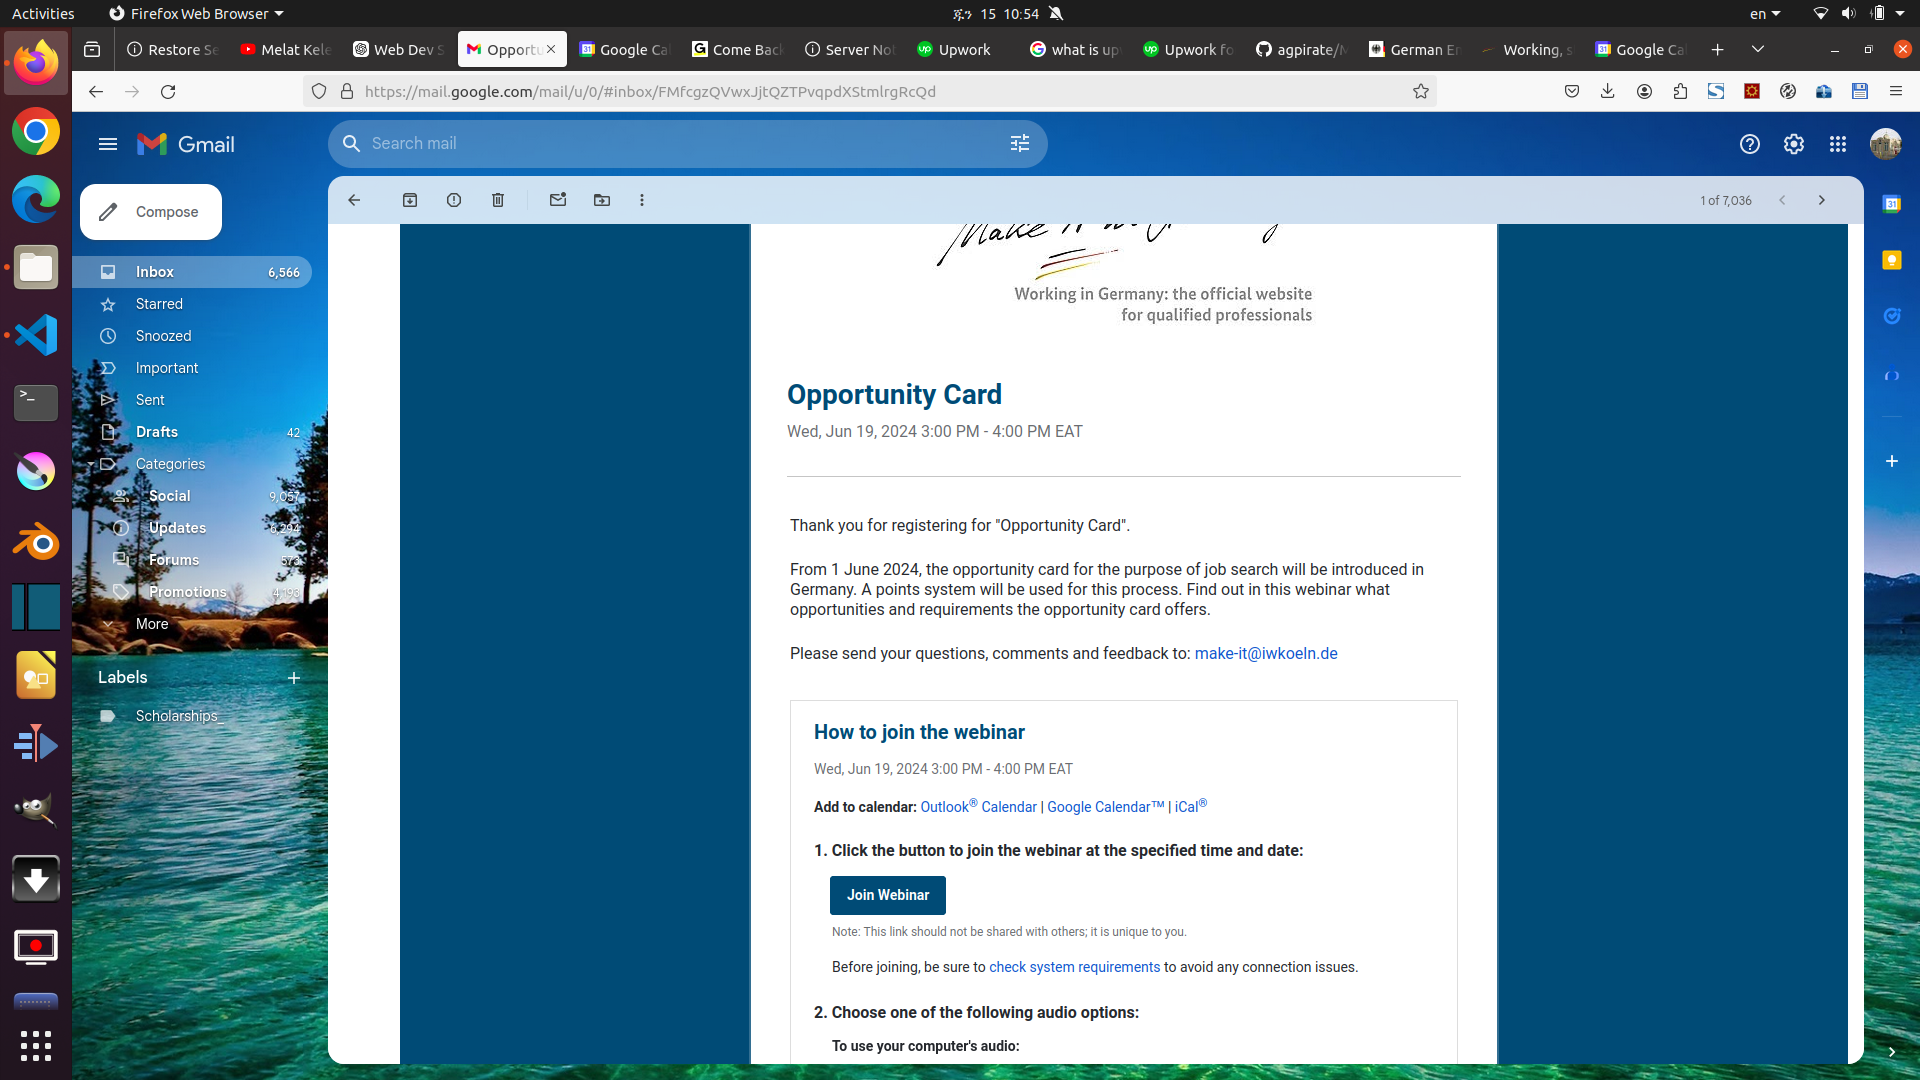 Activities
Firefox Web Browser
ጁን 15 10:54
en
Restore Se
Melat Kele
Web Dev S
Opportu
Google Ca
Come Back
Server Not
Upwork
what is up
Upwork fo
agpirate/M
German Em
Working, s
Google Cal
https://mail.google.com/mail/u/0/#inbox/FMfcgzQVwxJjtQZTPvqpdXStmlrgRcQd
Gmail
Search mail
Compose
1 of 7,036
Inbox 6,566
Starred
Snoozed
Important
Sent
Drafts 42
Categories
Social 9,057
Updates 6,294
Forums 573
Promotions 4,193
More
Labels
Scholarships_
Working in Germany: the official website
for qualified professionals
Opportunity Card
Wed, Jun 19, 2024 3:00 PM - 4:00 PM EAT
Thank you for registering for "Opportunity Card".
From 1 June 2024, the opportunity card for the purpose of job search will be introduced in
Germany. A points system will be used for this process. Find out in this webinar what
opportunities and requirements the opportunity card offers.
Please send your questions, comments and feedback to: make-it@iwkoeln.de
How to join the webinar
Wed, Jun 19, 2024 3:00 PM - 4:00 PM EAT
Add to calendar: Outlook® Calendar | Google Calendar™ | iCal®
1. Click the button to join the webinar at the specified time and date:
Join Webinar
Note: This link should not be shared with others; it is unique to you.
Before joining, be sure to check system requirements to avoid any connection issues.
2. Choose one of the following audio options:
To use your computer's audio: